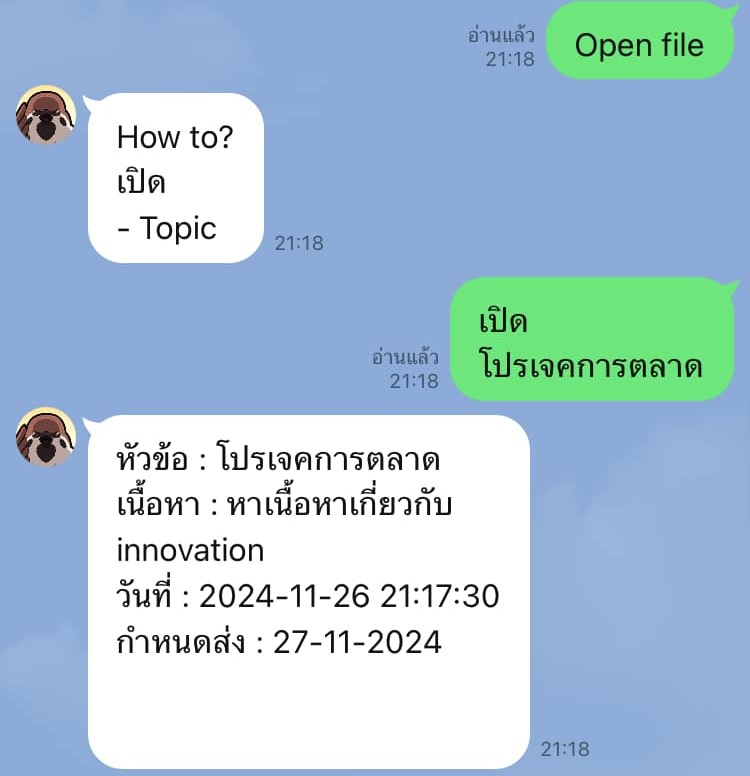 Open file
อ่านแล้ว
21:18
How to?
เปิด
- Topic
21:18
เปิด
โปรเจคการตลาด
อ่านแล้ว
21:18
หัวข้อ : โปรเจคการตลาด
เนื้อหา : หาเนื้อหาเกี่ยวกับ
innovation
วันที่ : 2024-11-26 21:17:30
กำหนดส่ง : 27-11-2024
21:18